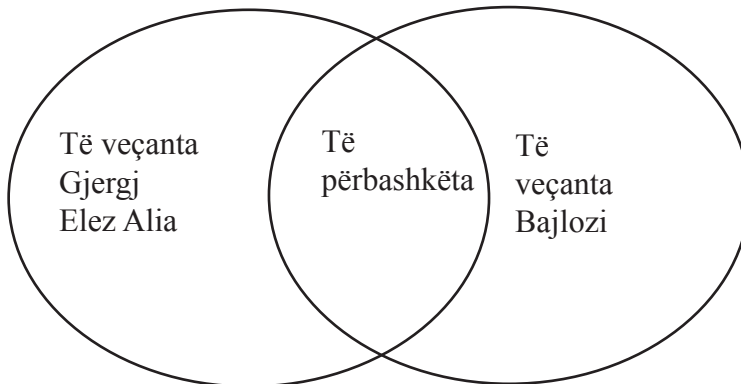 Të veçanta
Gjergj
Elez Alia
Të
përbashkëta
Të
veçanta
Bajlozi